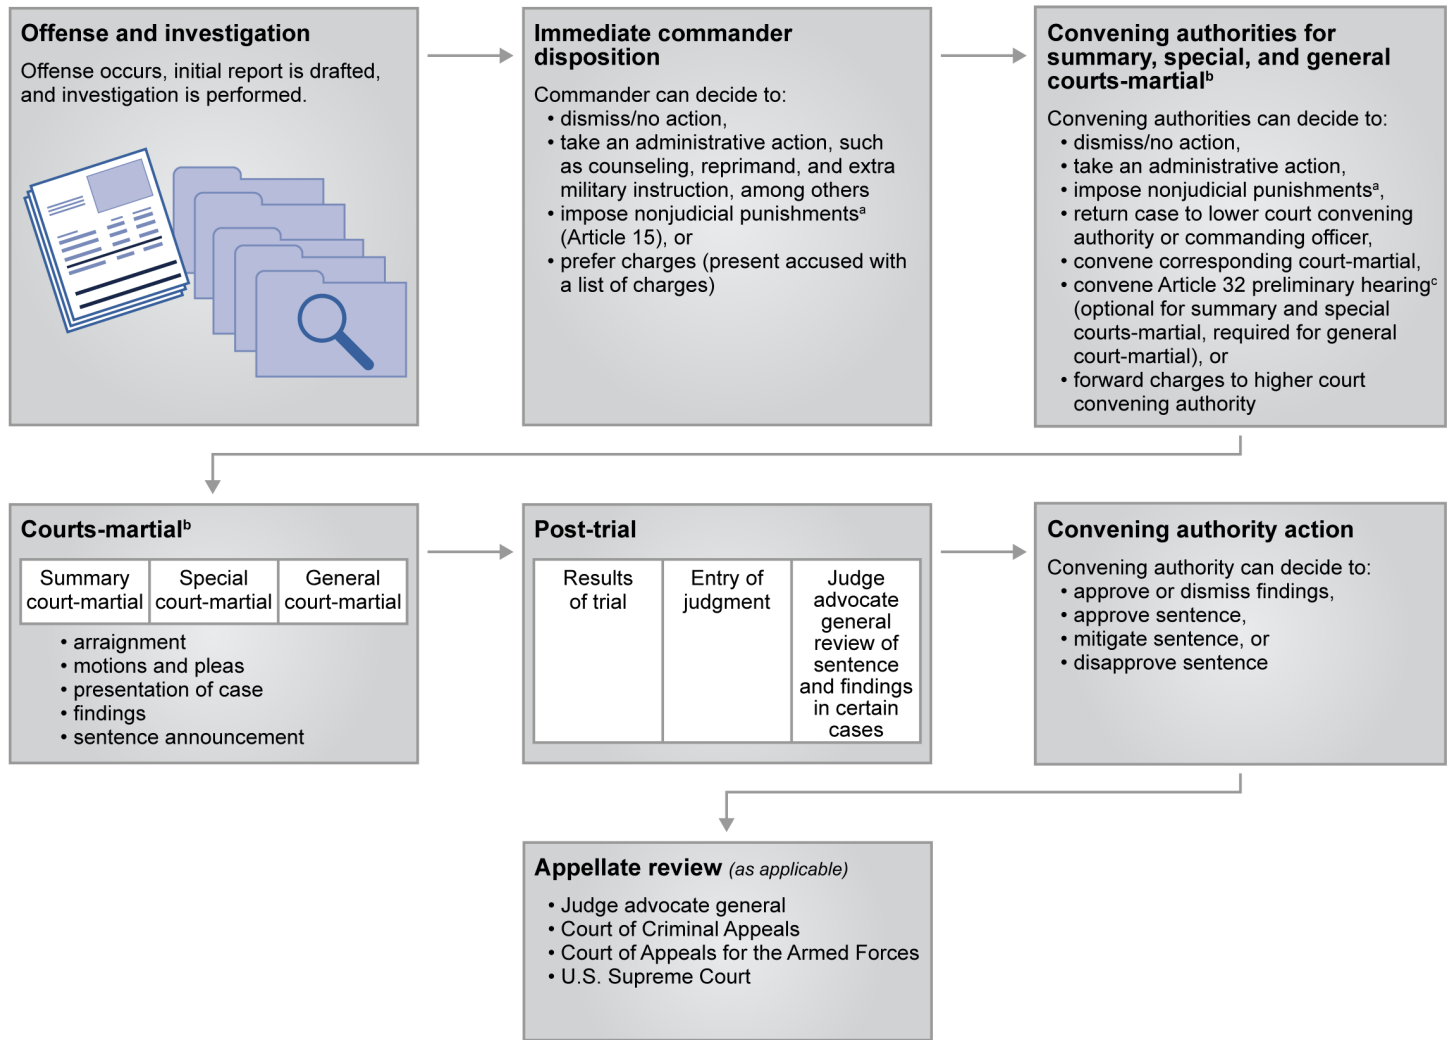 Offense and investigation
Offense occurs, initial report is drafted,
and investigation is performed.
Immediate commander
disposition
Commander can decide to:
• dismiss/no action,
• take an administrative action, such
as counseling, reprimand, and extra
military instruction, among others
• impose nonjudicial punishmentsᵃ
(Article 15), or
• prefer charges (present accused with
a list of charges)
Convening authorities for
summary, special, and general
courts-martialᵇ
Convening authorities can decide to:
• dismiss/no action,
• take an administrative action,
• impose nonjudicial punishmentsᵃ,
• return case to lower court convening
authority or commanding officer,
• convene corresponding court-martial,
• convene Article 32 preliminary hearingᶜ
(optional for summary and special
courts-martial, required for general
court-martial), or
• forward charges to higher court
convening authority
Courts-martialᵇ
Summary
court-martial
Special
court-martial
General
court-martial
• arraignment
• motions and pleas
• presentation of case
• findings
• sentence announcement
Post-trial
Results
of trial
Entry of
judgment
Judge
advocate
general
review of
sentence
and findings
in certain
cases
Convening authority action
Convening authority can decide to:
• approve or dismiss findings,
• approve sentence,
• mitigate sentence, or
• disapprove sentence
Appellate review (as applicable)
• Judge advocate general
• Court of Criminal Appeals
• Court of Appeals for the Armed Forces
• U.S. Supreme Court